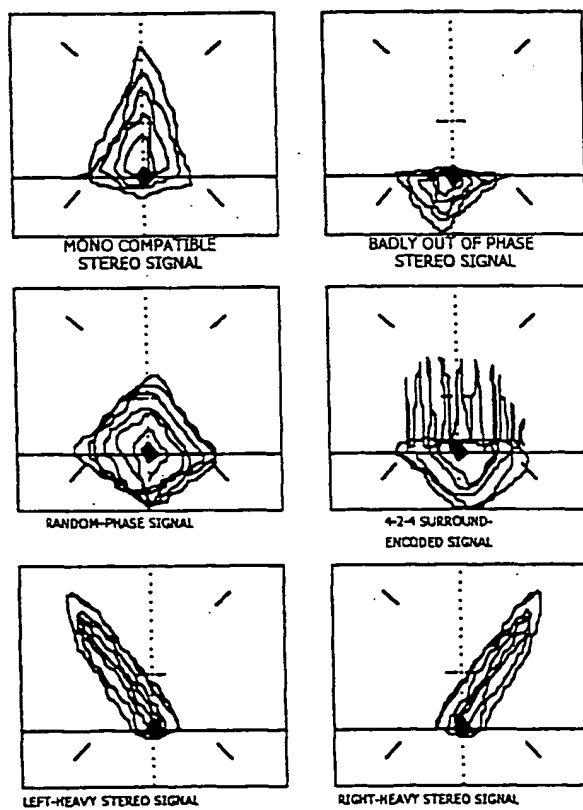 MONO COMPATIBLE
STEREO SIGNAL
BADLY OUT OF PHASE
STEREO SIGNAL
RANDOM-PHASE SIGNAL
4-2-4 SURROUND-
ENCODED SIGNAL
LEFT-HEAVY STEREO SIGNAL
RIGHT-HEAVY STEREO SIGNAL